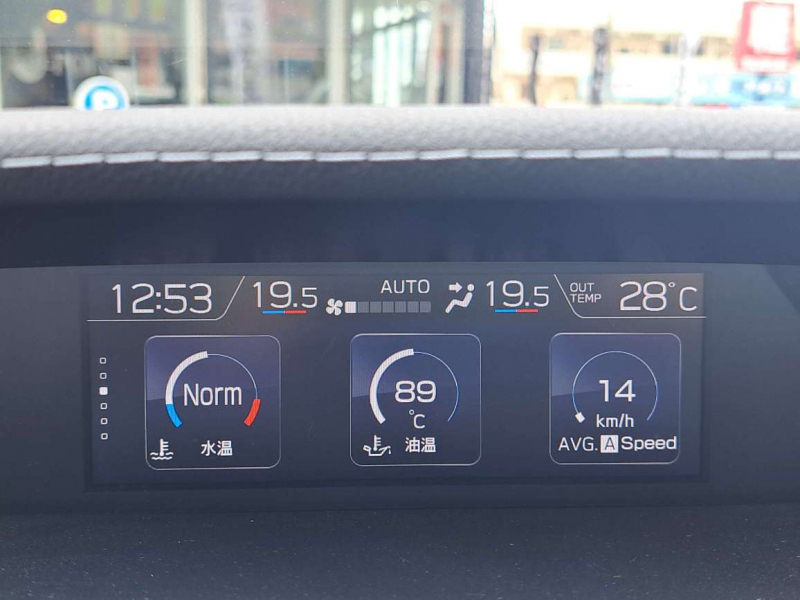 12:53 19.5 AUTO 19.5 OUT TEMP 28°C
Norm
水温
89
°C
油温
14
km/h
AVG. A Speed